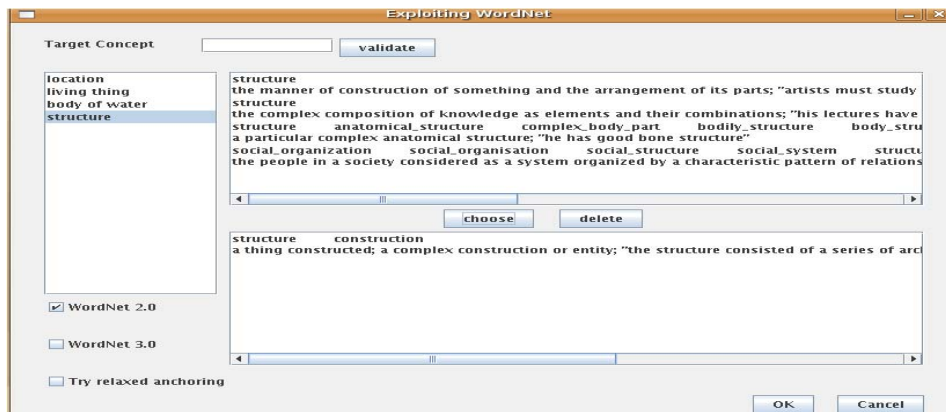 Exploiting WordNet
Target Concept
validate
location
living thing
body of water
structure
structure
the manner of construction of something and the arrangement of its parts; "artists must study
structure
the complex composition of knowledge as elements and their combinations; "his lectures have
structure anatomical_structure complex_body_part bodily_structure body_stru
a particular complex anatomical structure; "he has good bone structure"
social_organization social_organisation social_structure social_system structu
the people in a society considered as a system organized by a characteristic pattern of relations
choose
delete
structure construction
a thing constructed; a complex construction or entity; "the structure consisted of a series of arcl
WordNet 2.0
WordNet 3.0
Try relaxed anchoring
OK
Cancel